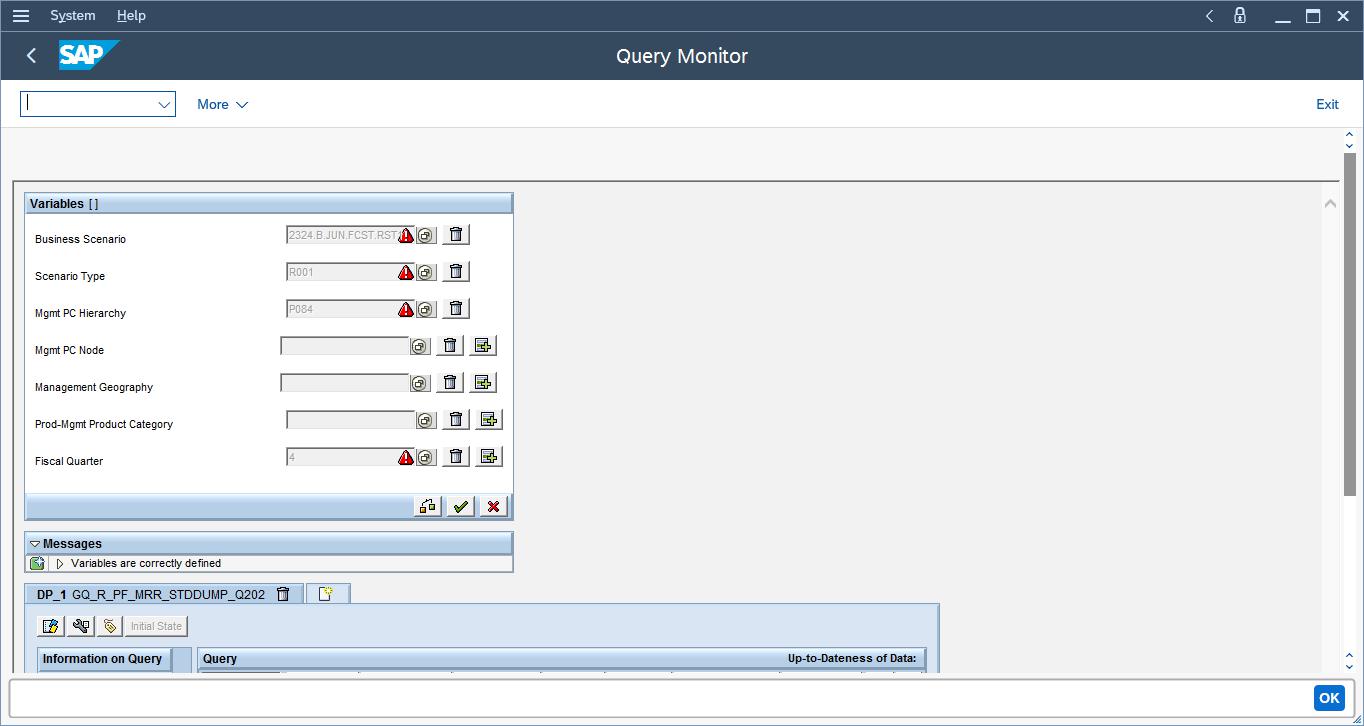 System Help
SAP Query Monitor
More Exit
Variables [ ]
Business Scenario 2324.B.JUN.FCST.RST
Scenario Type R001
Mgmt PC Hierarchy P084
Mgmt PC Node
Management Geography
Prod-Mgmt Product Category
Fiscal Quarter 4
Messages
Variables are correctly defined
DP_1 GQ_R_PF_MRR_STDDUMP_Q202
Initial State
Information on Query Query Up-to-Dateness of Data:
OK